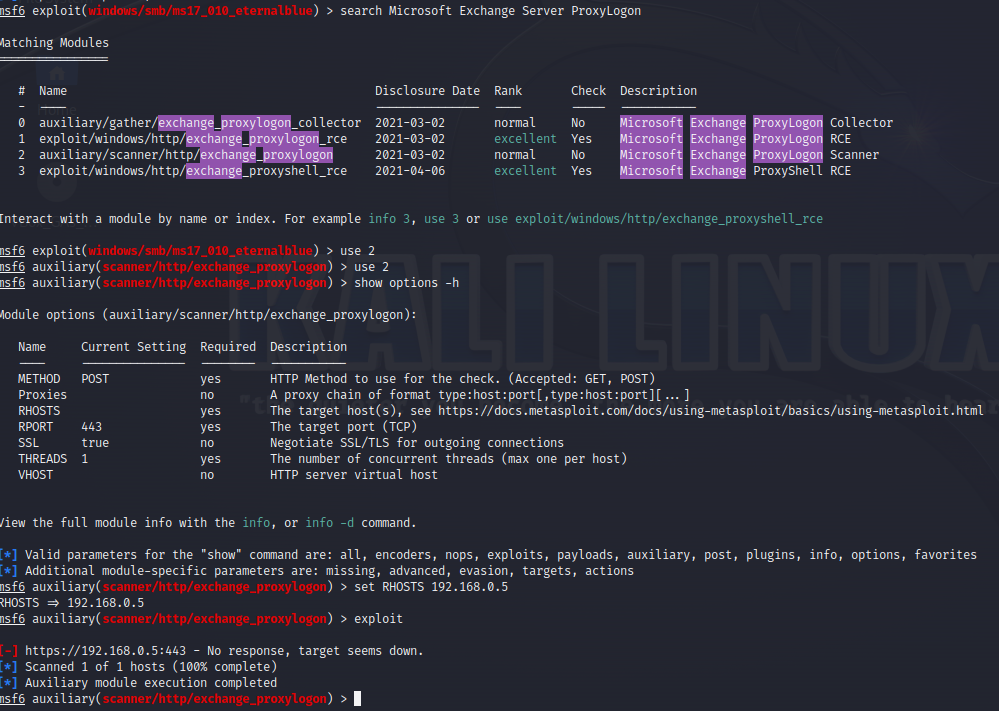 msf6 exploit(windows/smb/ms17_010_eternalblue) > search Microsoft Exchange Server ProxyLogon
Matching Modules
================
# Name Disclosure Date Rank Check Description
- ---- --------------- ---- ----- -----------
0 auxiliary/gather/exchange_proxylogon_collector 2021-03-02 normal No Microsoft Exchange ProxyLogon Collector
1 exploit/windows/http/exchange_proxylogon_rce 2021-03-02 excellent Yes Microsoft Exchange ProxyLogon RCE
2 auxiliary/scanner/http/exchange_proxylogon 2021-03-02 normal No Microsoft Exchange ProxyLogon Scanner
3 exploit/windows/http/exchange_proxyshell_rce 2021-04-06 excellent Yes Microsoft Exchange ProxyShell RCE
Interact with a module by name or index. For example info 3, use 3 or use exploit/windows/http/exchange_proxyshell_rce
msf6 exploit(windows/smb/ms17_010_eternalblue) > use 2
msf6 auxiliary(scanner/http/exchange_proxylogon) > use 2
msf6 auxiliary(scanner/http/exchange_proxylogon) > show options -h
Module options (auxiliary/scanner/http/exchange_proxylogon):
Name Current Setting Required Description
---- --------------- -------- -----------
METHOD POST yes HTTP Method to use for the check. (Accepted: GET, POST)
Proxies no A proxy chain of format type:host:port[,type:host:port][...]
RHOSTS yes The target host(s), see https://docs.metasploit.com/docs/using-metasploit/basics/using-metasploit.html
RPORT 443 yes The target port (TCP)
SSL true no Negotiate SSL/TLS for outgoing connections
THREADS 1 yes The number of concurrent threads (max one per host)
VHOST no HTTP server virtual host
View the full module info with the info, or info -d command.
[*] Valid parameters for the "show" command are: all, encoders, nops, exploits, payloads, auxiliary, post, plugins, info, options, favorites
[*] Additional module-specific parameters are: missing, advanced, evasion, targets, actions
msf6 auxiliary(scanner/http/exchange_proxylogon) > set RHOSTS 192.168.0.5
RHOSTS => 192.168.0.5
msf6 auxiliary(scanner/http/exchange_proxylogon) > exploit
[-] https://192.168.0.5:443 - No response, target seems down.
[*] Scanned 1 of 1 hosts (100% complete)
[*] Auxiliary module execution completed
msf6 auxiliary(scanner/http/exchange_proxylogon) >
KALI LINUX